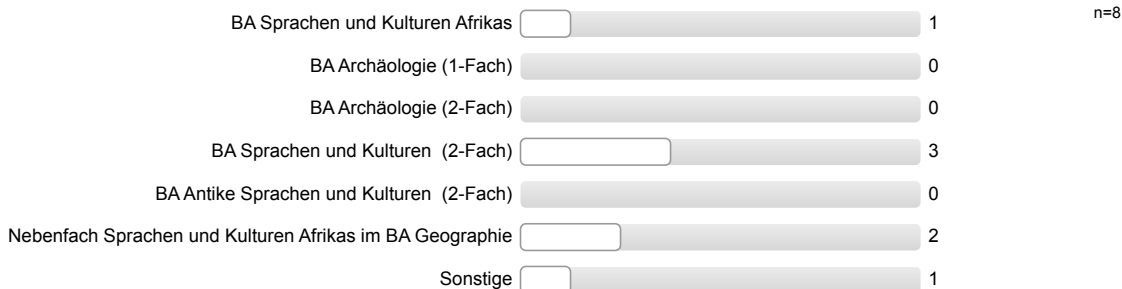 BA Sprachen und Kulturen Afrikas 1 n=8
BA Archäologie (1-Fach) 0
BA Archäologie (2-Fach) 0
BA Sprachen und Kulturen (2-Fach) 3
BA Antike Sprachen und Kulturen (2-Fach) 0
Nebenfach Sprachen und Kulturen Afrikas im BA Geographie 2
Sonstige 1